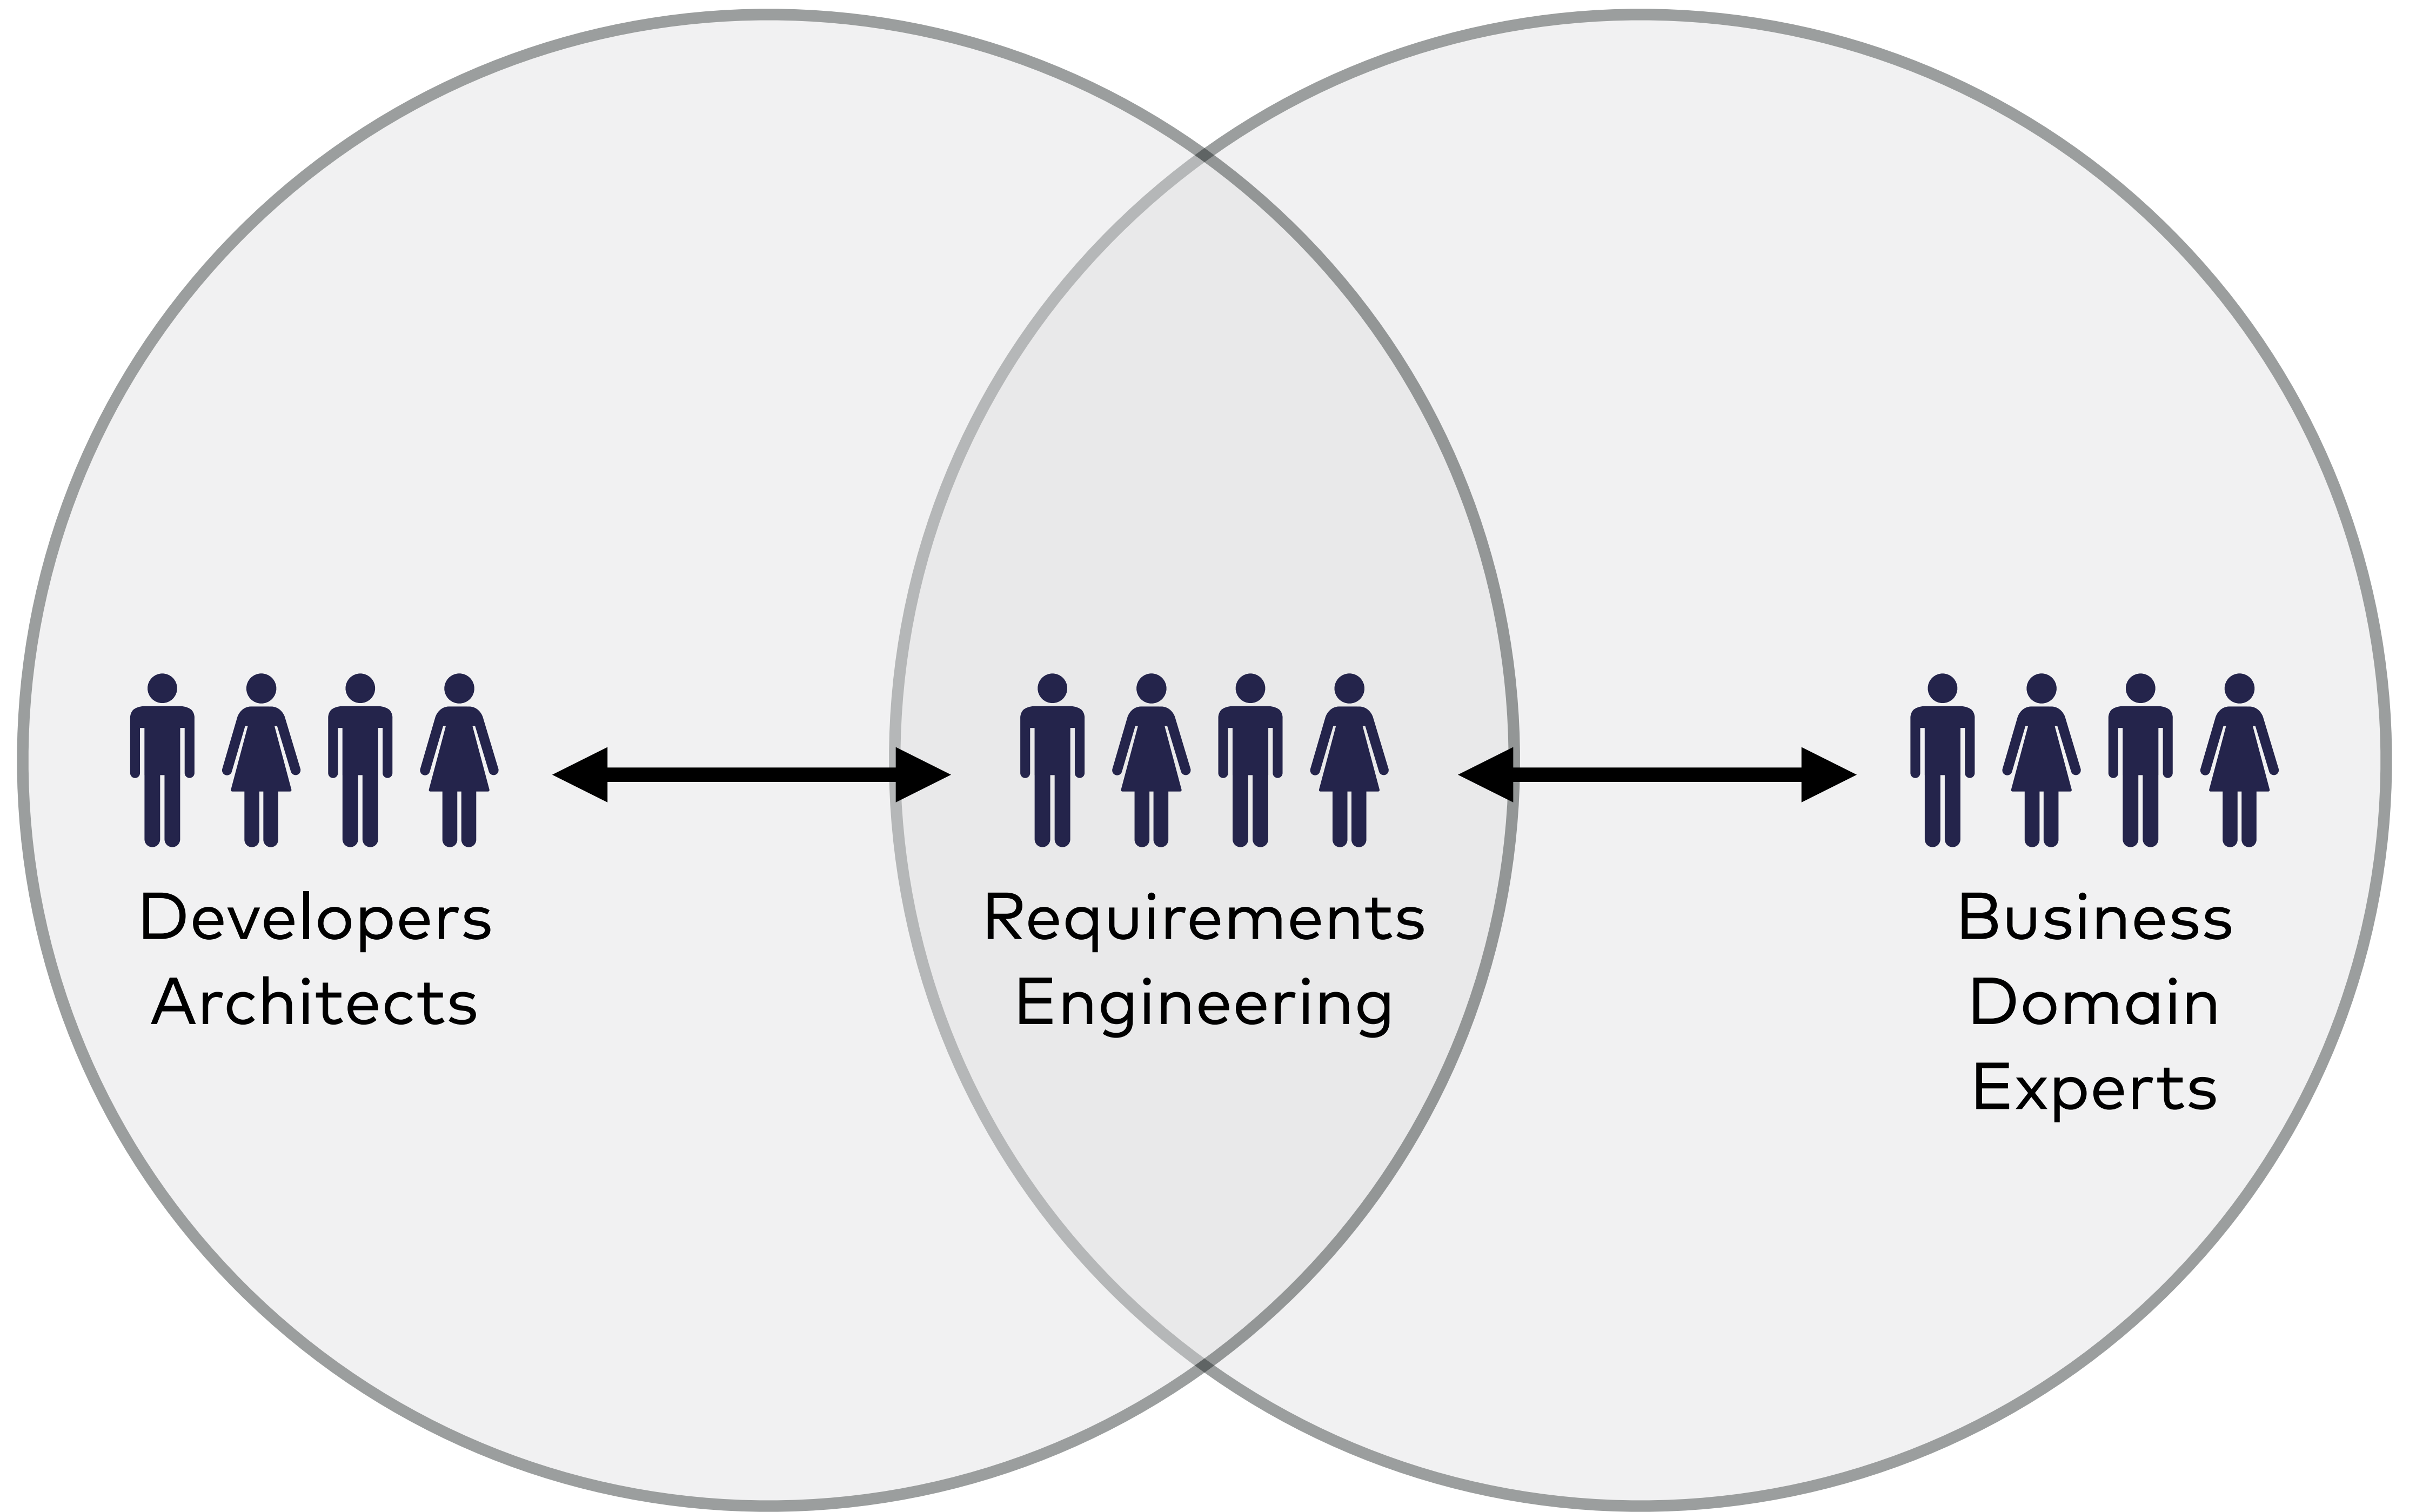 Developers
Architects
Requirements
Engineering
Business
Domain
Experts